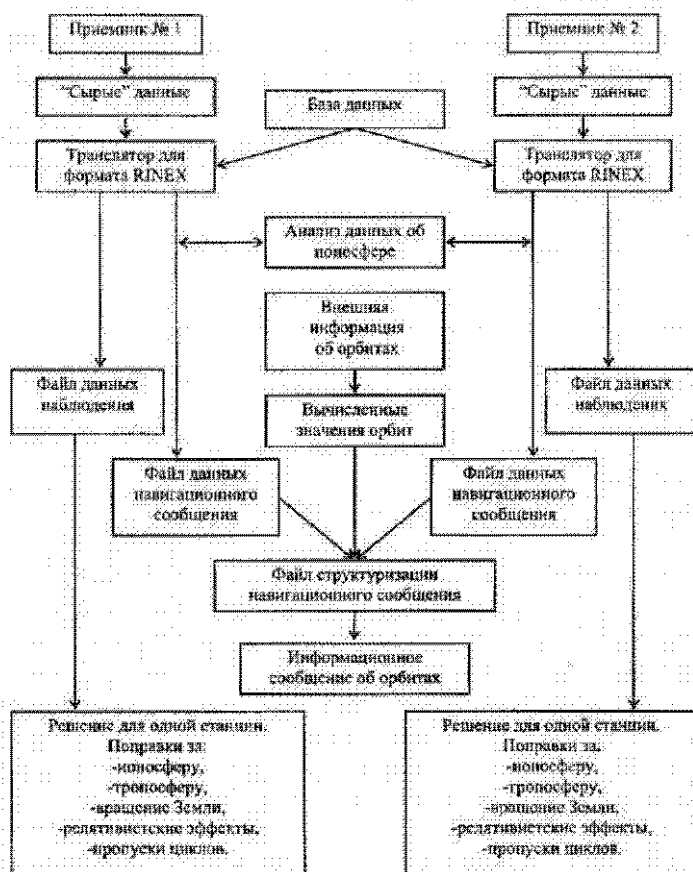 Приемник № 1
Приемник № 2
"Сырые" данные
База данных
"Сырые" данные
Транслятор для
формата RINEX
Транслятор для
формата RINEX
Анализ данных об
ионосфере
Внешняя
информация
об орбитах
Файл данных
наблюдения
Файл данных
наблюдения
Вычисленные
значения орбит
Файл данных
навигационного
сообщения
Файл данных
навигационного
сообщения
Файл структуризации
навигационного сообщения
Информационное
сообщение об орбитах
Решение для одной станции.
Поправки за:
-ионосферу,
-тропосферу,
-вращение Земли,
-релятивистские эффекты,
-пропуски циклов.
Решение для одной станции.
Поправки за:
-ионосферу,
-тропосферу,
-вращение Земли,
-релятивистские эффекты,
-пропуски циклов.